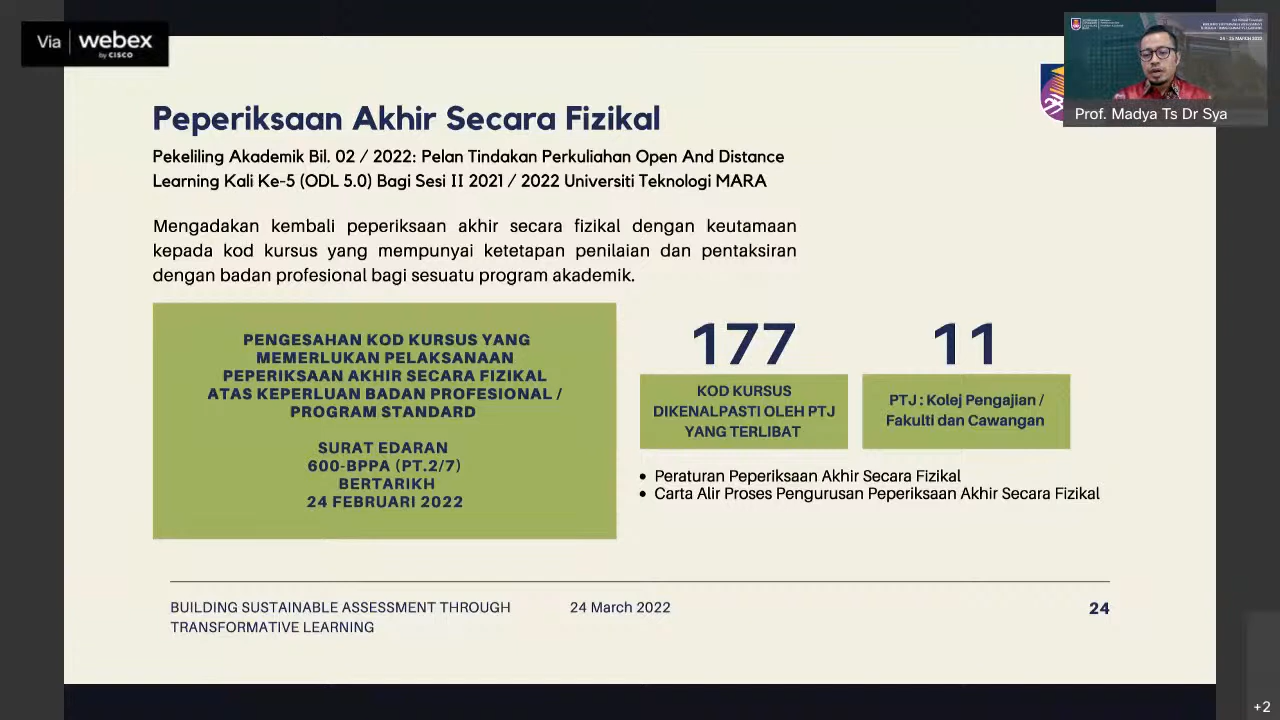 Via webex
by CISCO
24 - 25 MARCH 2022
Prof. Madya Ts Dr Sya
Peperiksaan Akhir Secara Fizikal
Pekeliling Akademik Bil. 02 / 2022: Pelan Tindakan Perkuliahan Open And Distance
Learning Kali Ke-5 (ODL 5.0) Bagi Sesi II 2021 / 2022 Universiti Teknologi MARA
Mengadakan kembali peperiksaan akhir secara fizikal dengan keutamaan
kepada kod kursus yang mempunyai ketetapan penilaian dan pentaksiran
dengan badan profesional bagi sesuatu program akademik.
PENGESAHAN KOD KURSUS YANG
MEMERLUKAN PELAKSANAAN
PEPERIKSAAN AKHIR SECARA FIZIKAL
ATAS KEPERLUAN BADAN PROFESIONAL /
PROGRAM STANDARD
SURAT EDARAN
600-BPPA (PT.2/7)
BERTARIKH
24 FEBRUARI 2022
177
KOD KURSUS
DIKENALPASTI OLEH PTJ
YANG TERLIBAT
11
PTJ : Kolej Pengajian /
Fakulti dan Cawangan
• Peraturan Peperiksaan Akhir Secara Fizikal
• Carta Alir Proses Pengurusan Peperiksaan Akhir Secara Fizikal
BUILDING SUSTAINABLE ASSESSMENT THROUGH
TRANSFORMATIVE LEARNING
24 March 2022
24
+2